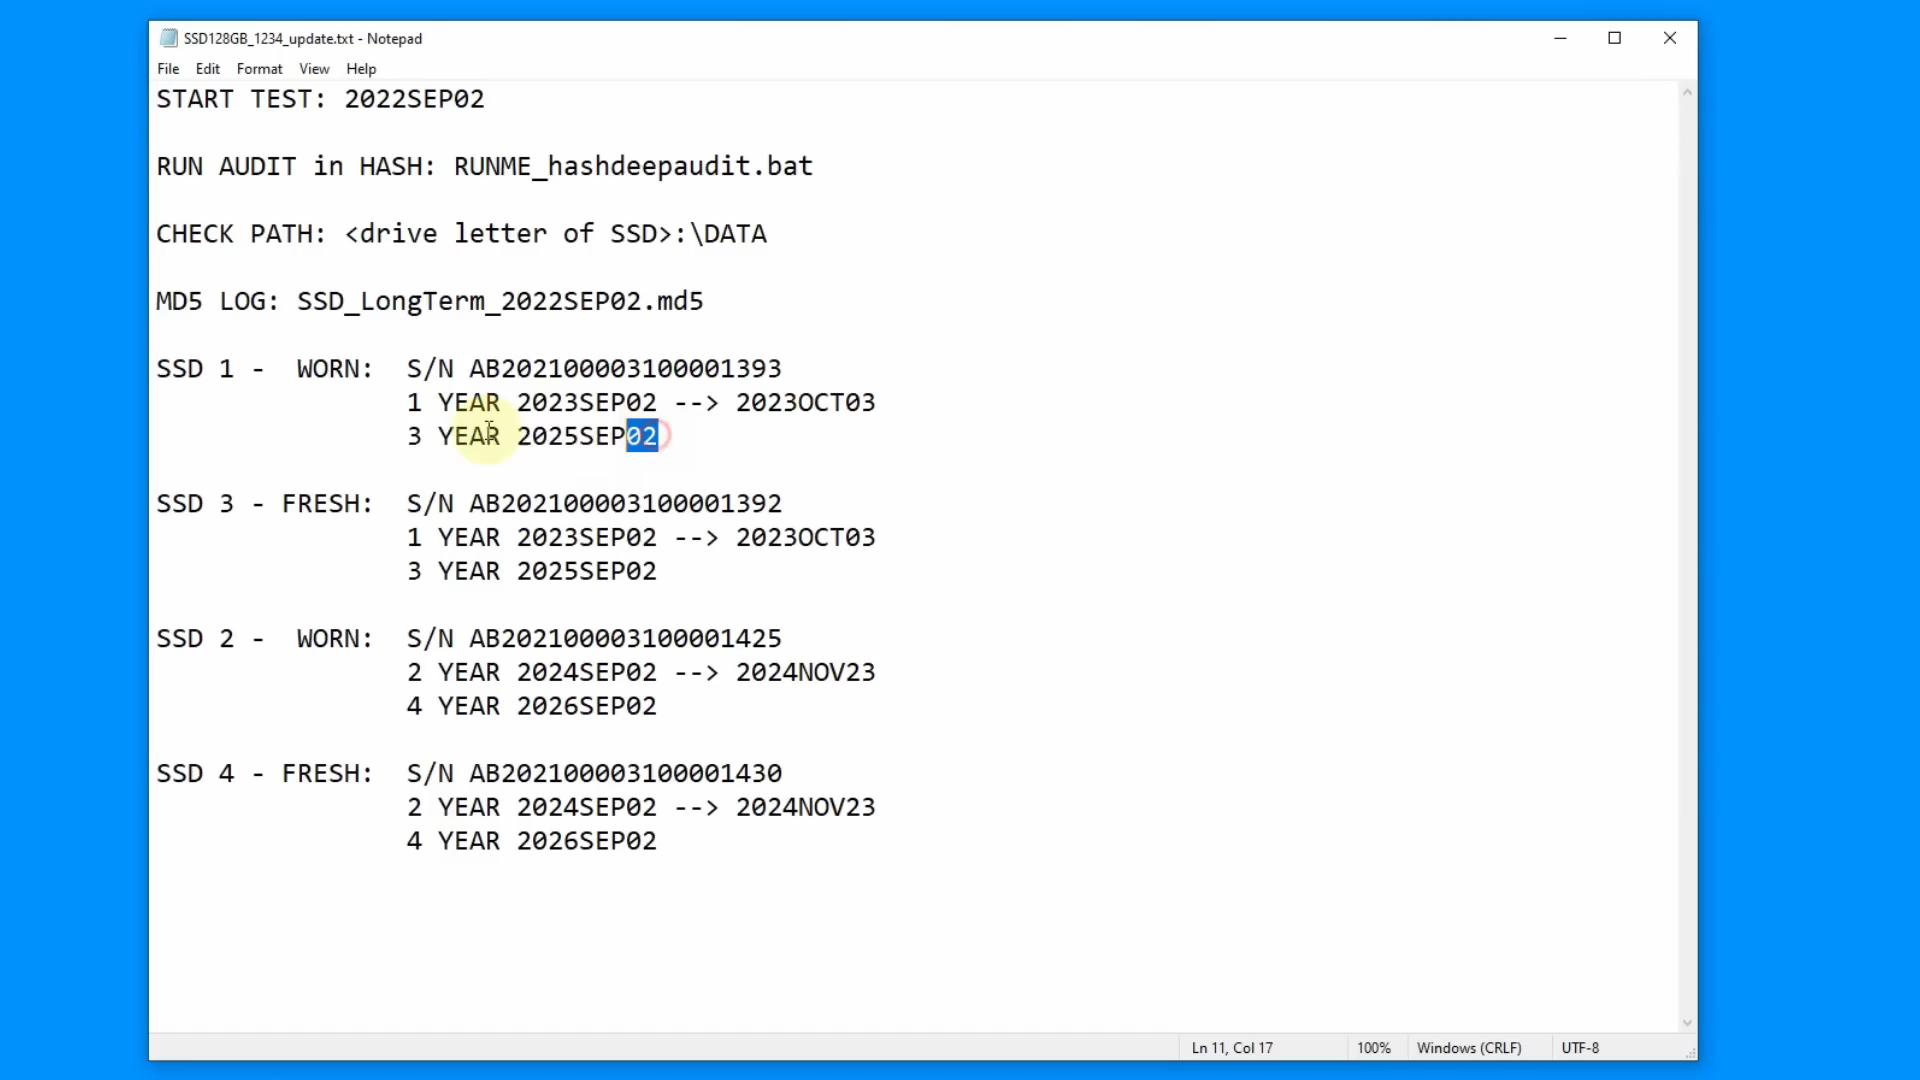 SSD128GB_1234_update.txt - Notepad
File Edit Format View Help
START TEST: 2022SEP02
RUN AUDIT in HASH: RUNME_hashdeepaudit.bat
CHECK PATH: <drive letter of SSD>:\DATA
MD5 LOG: SSD_LongTerm_2022SEP02.md5
SSD 1 -  WORN:  S/N AB202100003100001393
1 YEAR 2023SEP02 --> 2023OCT03
3 YEAR 2025SEP02
SSD 3 - FRESH:  S/N AB202100003100001392
1 YEAR 2023SEP02 --> 2023OCT03
3 YEAR 2025SEP02
SSD 2 -  WORN:  S/N AB202100003100001425
2 YEAR 2024SEP02 --> 2024NOV23
4 YEAR 2026SEP02
SSD 4 - FRESH:  S/N AB202100003100001430
2 YEAR 2024SEP02 --> 2024NOV23
4 YEAR 2026SEP02
Ln 11, Col 17 100% Windows (CRLF) UTF-8